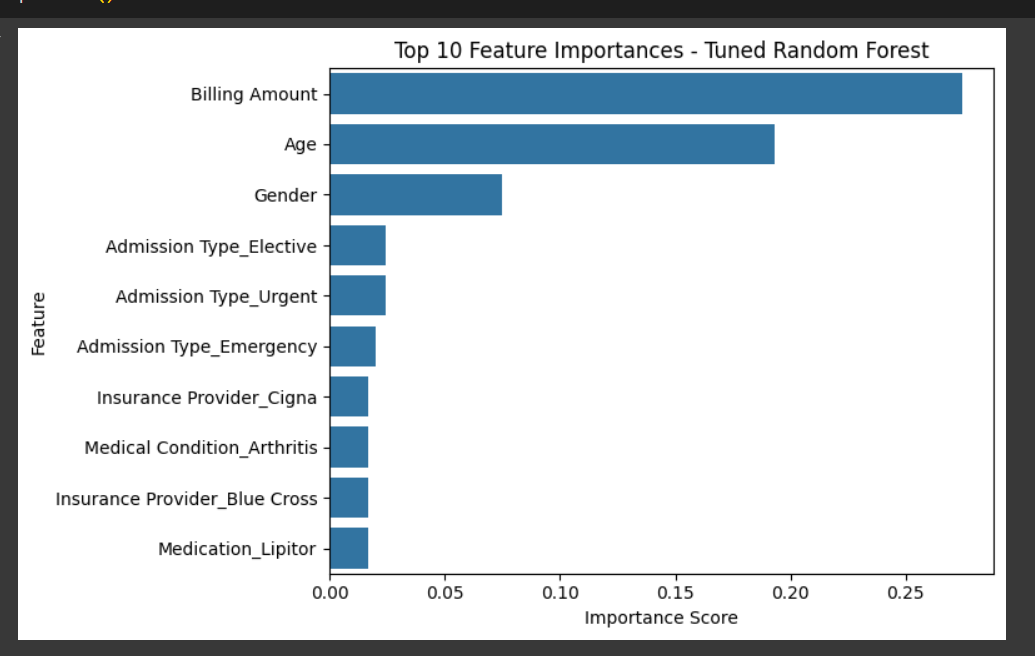 Top 10 Feature Importances - Tuned Random Forest
Billing Amount
Age
Gender
Admission Type_Elective
Admission Type_Urgent
Admission Type_Emergency
Insurance Provider_Cigna
Medical Condition_Arthritis
Insurance Provider_Blue Cross
Medication_Lipitor
Feature
0.00 0.05 0.10 0.15 0.20 0.25
Importance Score